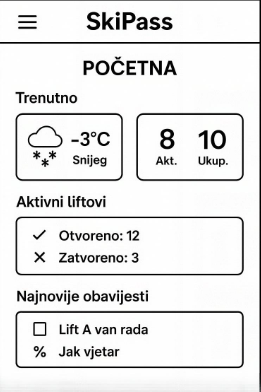 SkiPass
POČETNA
Trenutno
-3°C
Snijeg
8 10
Akt. Ukup.
Aktivni liftovi
Otvoreno: 12
Zatvoreno: 3
Najnovije obavijesti
Lift A van rada
% Jak vjetar